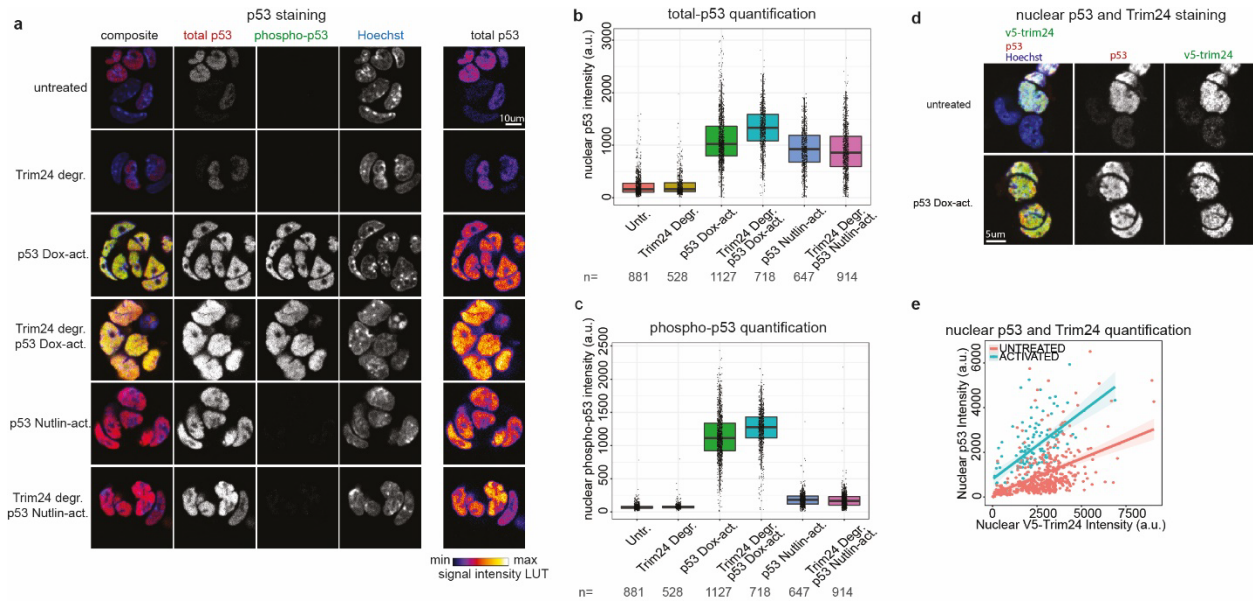 a
p53 staining
composite total p53 phospho-p53 Hoechst total p53
untreated
10um
Trim24 degr.
p53 Dox-act.
Trim24 degr.
p53 Dox-act.
p53 Nutlin-act.
Trim24 degr.
p53 Nutlin-act.
min max
signal intensity LUT
b
total-p53 quantification
nuclear p53 intensity (a.u.)
3000
2000
1000
0
Untr.
Trim24 Degr.
p53 Dox-act.
Trim24 Degr.
p53 Dox-act.
p53 Nutlin-act.
Trim24 Degr.
p53 Nutlin-act.
n= 881 528 1127 718 647 914
c
phospho-p53 quantification
nuclear phospho-p53 intensity (a.u.)
2500
2000
1500
1000
500
0
Untr.
Trim24 Degr.
p53 Dox-act.
Trim24 Degr.
p53 Dox-act.
p53 Nutlin-act.
Trim24 Degr.
p53 Nutlin-act.
n= 881 528 1127 718 647 914
d
nuclear p53 and Trim24 staining
v5-trim24
p53
Hoechst
p53 v5-trim24
untreated
p53 Dox-act.
5um
e
nuclear p53 and Trim24 quantification
UNTREATED
ACTIVATED
Nuclear p53 Intensity (a.u.)
6000
4000
2000
0
0 2500 5000 7500
Nuclear V5-Trim24 Intensity (a.u.)